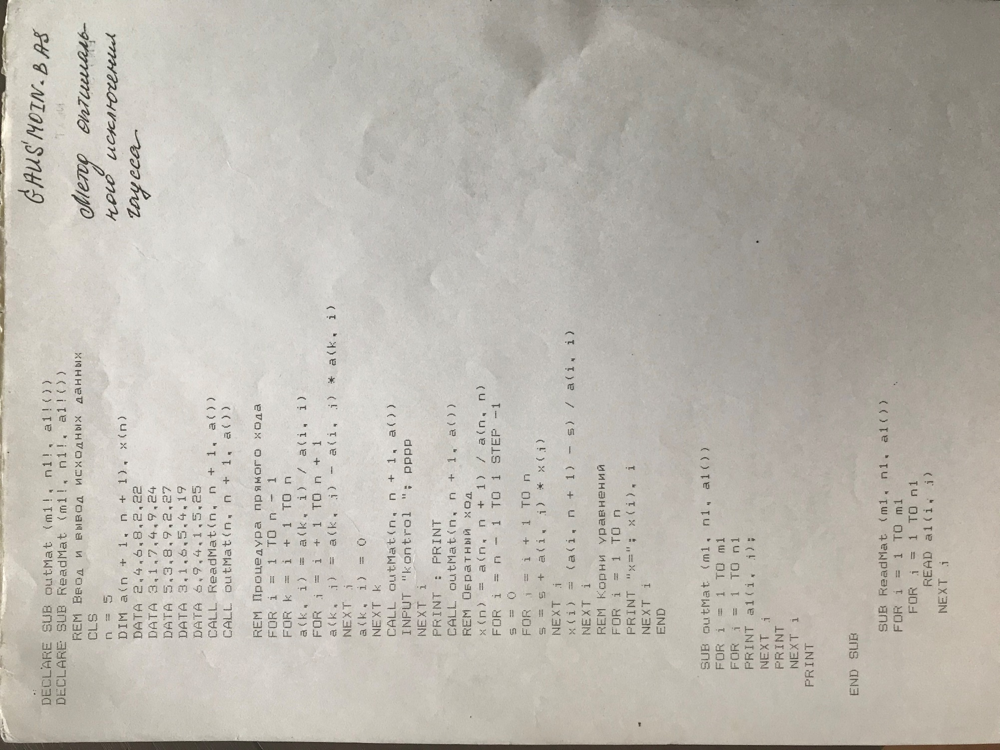 GAUSMOIN.BAS
Метод оптималь-
ного исключения
гаусса
DECLARE SUB outMat (m1!, n1!, a1!())
DECLARE SUB ReadMat (m1!, n1!, a1!())
REM Ввод и вывод исходных данных
CLS
n = 5
DIM a(n + 1, n + 1), x(n)
DATA 2,4,6,8,2,22
DATA 3,1,7,4,9,24
DATA 5,3,8,9,2,27
DATA 3,1,6,5,4,19
DATA 6,9,4,1,5,25
CALL ReadMat(n, n + 1, a())
CALL outMat(n, n + 1, a())
REM Процедура прямого хода
FOR i = 1 TO n - 1
FOR k = i + 1 TO n
a(k, i) = a(k, i) / a(i, i)
FOR j = i + 1 TO n + 1
a(k, j) = a(k, j) - a(i, j) * a(k, i)
NEXT j
a(k, i) = 0
NEXT k
CALL outMat(n, n + 1, a())
INPUT "kontrol "; pppp
NEXT i
PRINT : PRINT
CALL outMat(n, n + 1, a())
REM Обратный ход
x(n) = a(n, n + 1) / a(n, n)
FOR i = n - 1 TO 1 STEP -1
s = 0
FOR j = i + 1 TO n
s = s + a(i, j) * x(j)
NEXT j
x(i) = (a(i, n + 1) - s) / a(i, i)
NEXT i
REM Корни уравнений
FOR i = 1 TO n
PRINT "x="; x(i), i
NEXT i
END
SUB outMat (m1, n1, a1())
FOR i = 1 TO m1
FOR j = 1 TO n1
PRINT a1(i, j);
NEXT j
PRINT
NEXT i
PRINT
END SUB
SUB ReadMat (m1, n1, a1())
FOR i = 1 TO m1
FOR j = 1 TO n1
READ a1(i, j)
NEXT j